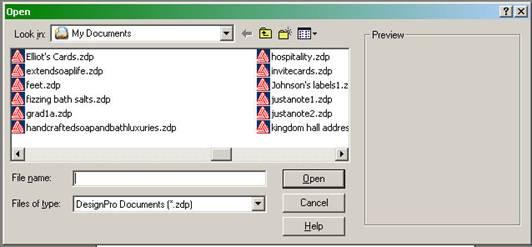 Open
Look in: My Documents
Elliot's Cards.zdp
extendsoaplife.zdp
feet.zdp
fizzing bath salts.zdp
grad1a.zdp
handcraftedsoapandbathluxuries.zdp
hospitality.zdp
invitecards.zdp
Johnson's labels1.z
justanote1.zdp
justanote2.zdp
kingdom hall addres
Preview
File name:
Open
Files of type: DesignPro Documents (*.zdp)
Cancel
Help